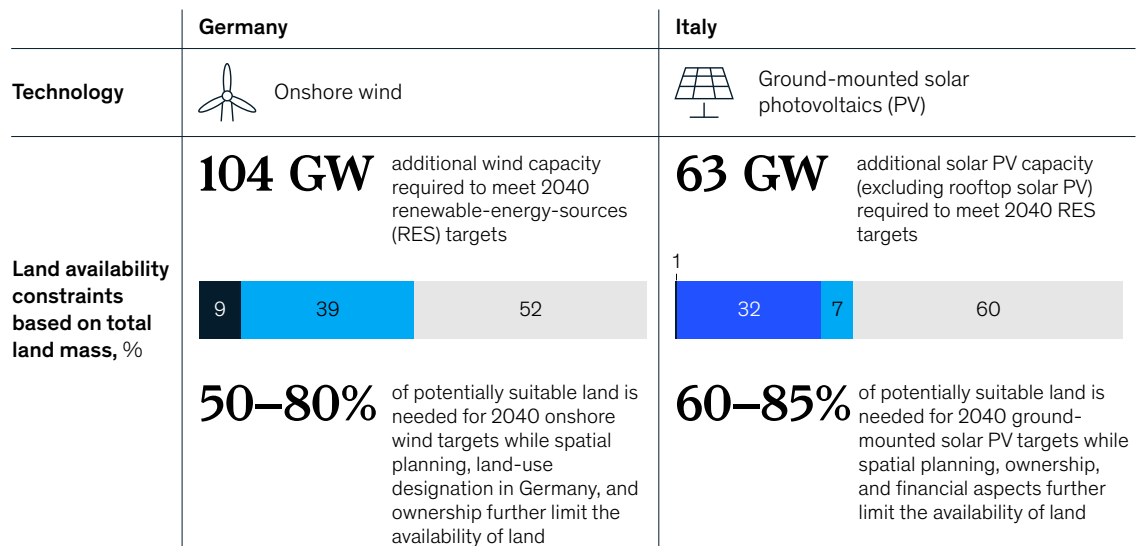 Germany
Italy
Technology
Onshore wind
Ground-mounted solar
photovoltaics (PV)
Land availability
constraints
based on total
land mass, %
104 GW
additional wind capacity
required to meet 2040
renewable-energy-sources
(RES) targets
9
39
52
50–80%
of potentially suitable land is
needed for 2040 onshore
wind targets while spatial
planning, land-use
designation in Germany, and
ownership further limit the
availability of land
63 GW
additional solar PV capacity
(excluding rooftop solar PV)
required to meet 2040 RES
targets
1
32
7
60
60–85%
of potentially suitable land is
needed for 2040 ground-
mounted solar PV targets while
spatial planning, ownership,
and financial aspects further
limit the availability of land